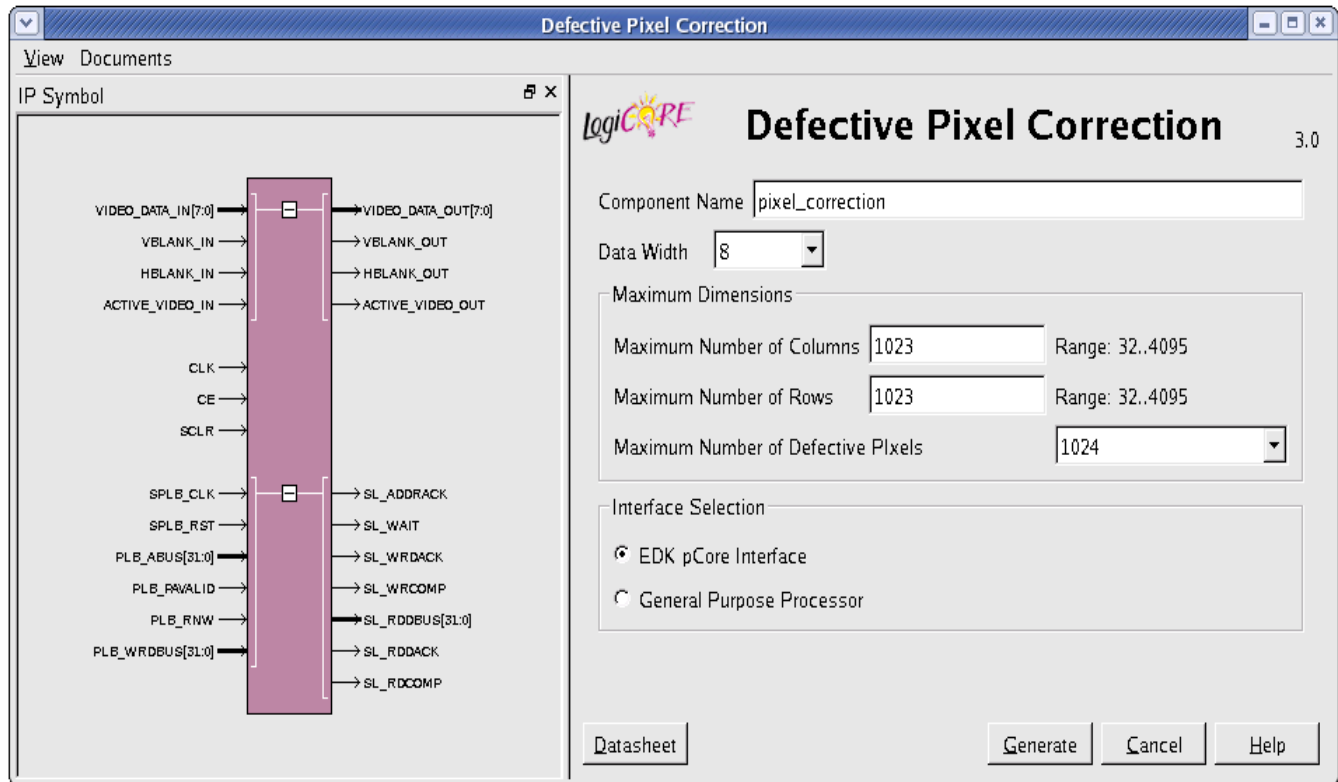 Defective Pixel Correction
View Documents
IP Symbol
VIDEO_DATA_IN[7:0] VIDEO_DATA_OUT[7:0]
VBLANK_IN VBLANK_OUT
HBLANK_IN HBLANK_OUT
ACTIVE_VIDEO_IN ACTIVE_VIDEO_OUT
CLK
CE
SCLR
SPLB_CLK SL_ADDRACK
SPLB_RST SL_WAIT
PLB_ABUS[31:0] SL_WRDACK
PLB_PAVALID SL_WRCOMP
PLB_RNW SL_RDDBUS[31:0]
PLB_WRDBUS[31:0] SL_RDDACK
SL_RDCOMP
LogiCORE Defective Pixel Correction 3.0
Component Name pixel_correction
Data Width 8
Maximum Dimensions
Maximum Number of Columns 1023 Range: 32..4095
Maximum Number of Rows 1023 Range: 32..4095
Maximum Number of Defective PIxels 1024
Interface Selection
EDK pCore Interface
General Purpose Processor
Datasheet Generate Cancel Help